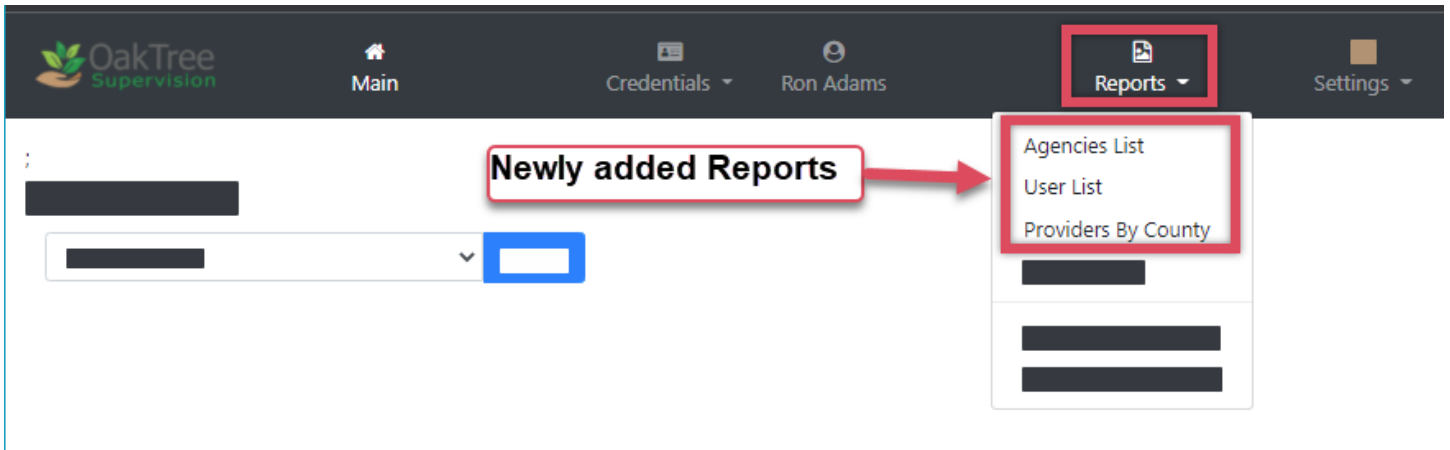 OakTree
Supervision
Main
Credentials
Ron Adams
Reports
Settings
;
Newly added Reports
Agencies List
User List
Providers By County